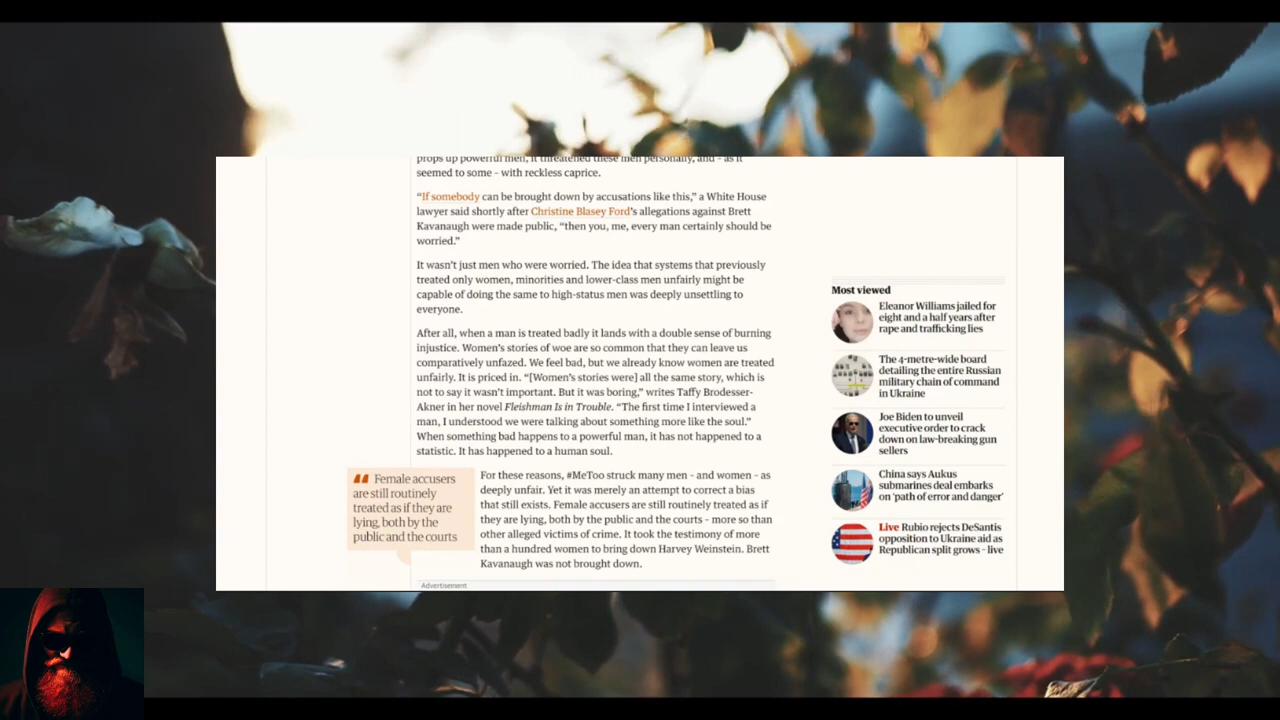 props up powerful men, it threatened these men personally, and - as it
seemed to some - with reckless caprice.
“If somebody can be brought down by accusations like this,” a White House
lawyer said shortly after Christine Blasey Ford’s allegations against Brett
Kavanaugh were made public, “then you, me, every man certainly should be
worried.”
It wasn’t just men who were worried. The idea that systems that previously
treated only women, minorities and lower-class men unfairly might be
capable of doing the same to high-status men was deeply unsettling to
everyone.
After all, when a man is treated badly it lands with a double sense of burning
injustice. Women’s stories of woe are so common that they can leave us
comparatively unfazed. We feel bad, but we already know women are treated
unfairly. It is priced in. “[Women’s stories were] all the same story, which is
not to say it wasn’t important. But it was boring,” writes Taffy Brodesser-
Akner in her novel Fleishman Is in Trouble. “The first time I interviewed a
man, I understood we were talking about something more like the soul.”
When something bad happens to a powerful man, it has not happened to a
statistic. It has happened to a human soul.
“ Female accusers
are still routinely
treated as if they are
lying, both by the
public and the courts
For these reasons, #MeToo struck many men - and women - as
deeply unfair. Yet it was merely an attempt to correct a bias
that still exists. Female accusers are still routinely treated as if
they are lying, both by the public and the courts - more so than
other alleged victims of crime. It took the testimony of more
than a hundred women to bring down Harvey Weinstein. Brett
Kavanaugh was not brought down.
Advertisement
Most viewed
Eleanor Williams jailed for
eight and a half years after
rape and trafficking lies
The 4-metre-wide board
detailing the entire Russian
military chain of command
in Ukraine
Joe Biden to unveil
executive order to crack
down on law-breaking gun
sellers
China says Aukus
submarines deal embarks
on ‘path of error and danger’
Live Rubio rejects DeSantis
opposition to Ukraine aid as
Republican split grows - live